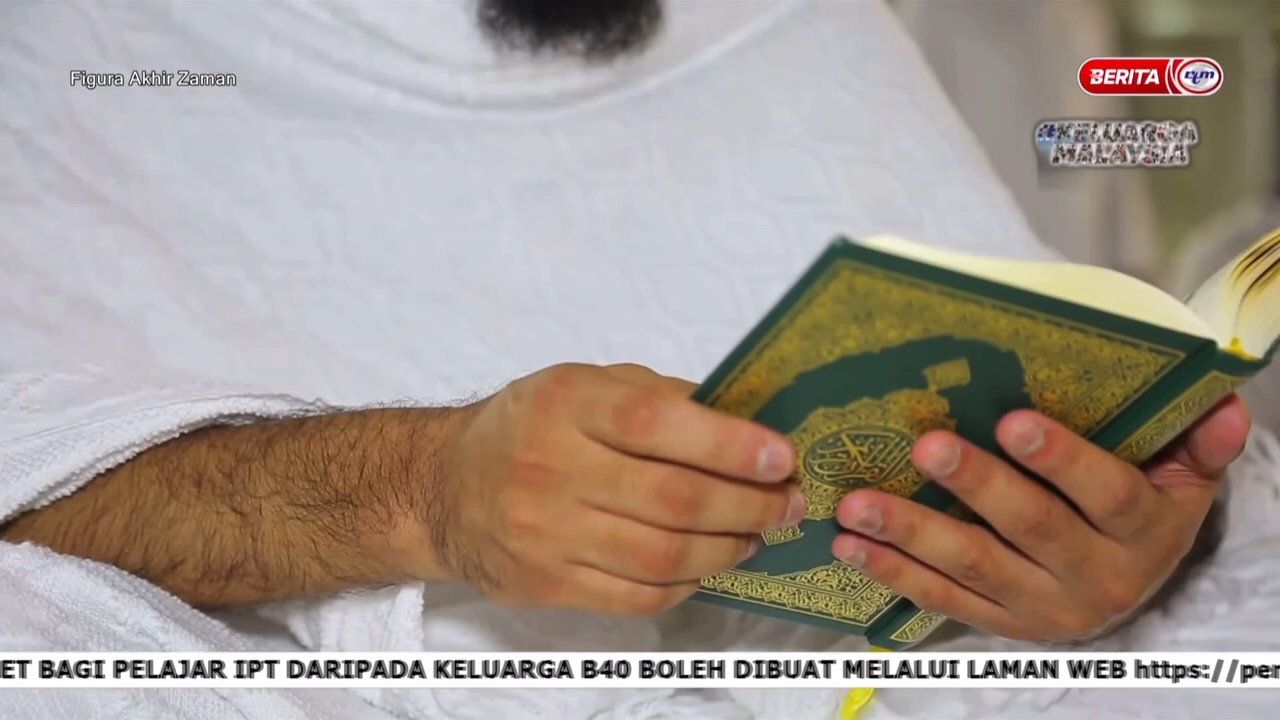 Figura Akhir Zaman
BERITA rtm
#KELUARGA
MALAYSIA
ET BAGI PELAJAR IPT DARIPADA KELUARGA B40 BOLEH DIBUAT MELALUI LAMAN WEB https://per